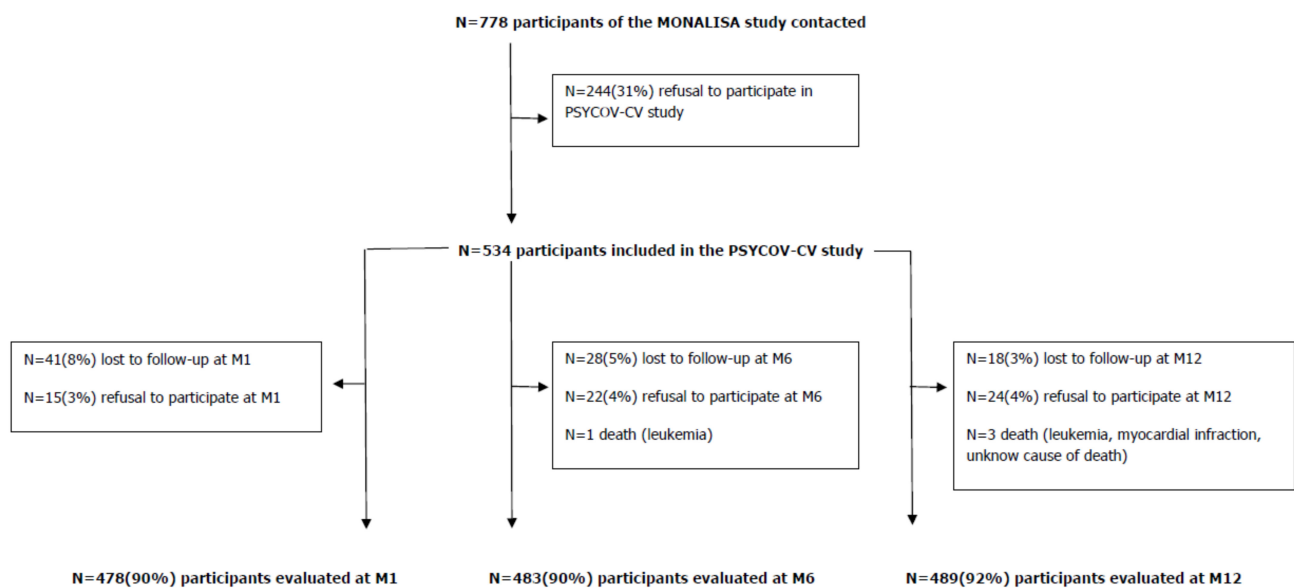 N=778 participants of the MONALISA study contacted
N=244(31%) refusal to participate in
PSYCOV-CV study
N=534 participants included in the PSYCOV-CV study
N=41(8%) lost to follow-up at M1
N=15(3%) refusal to participate at M1
N=28(5%) lost to follow-up at M6
N=22(4%) refusal to participate at M6
N=1 death (leukemia)
N=18(3%) lost to follow-up at M12
N=24(4%) refusal to participate at M12
N=3 death (leukemia, myocardial infraction,
unknow cause of death)
N=478(90%) participants evaluated at M1
N=483(90%) participants evaluated at M6
N=489(92%) participants evaluated at M12